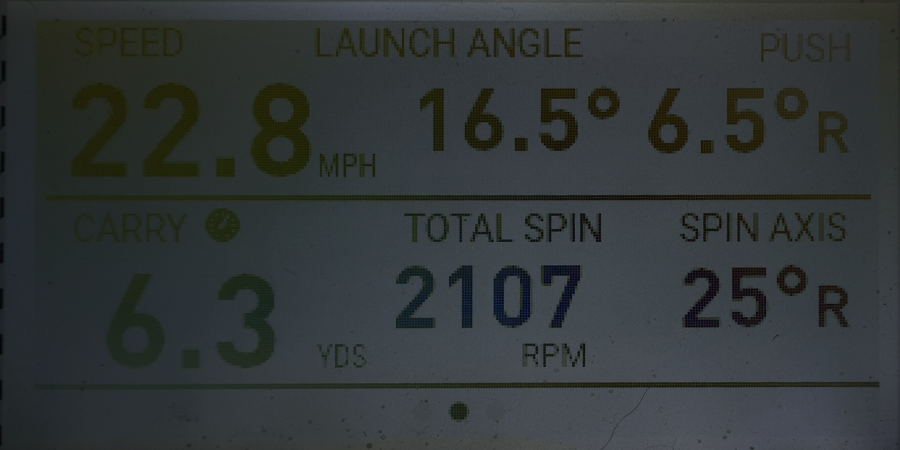 SPEED LAUNCH ANGLE PUSH
22.8 MPH 16.5° 6.5° R
CARRY TOTAL SPIN SPIN AXIS
6.3 YDS 2107 RPM 25° R